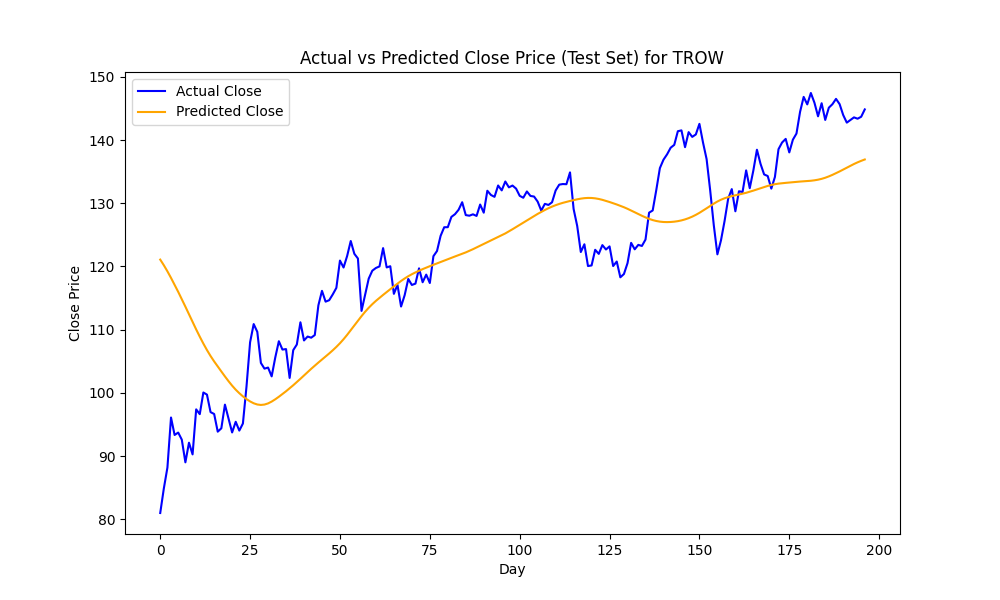 Actual vs Predicted Close Price (Test Set) for TROW
Actual Close
Predicted Close
150
140
130
120
110
100
90
80
Close Price
0 25 50 75 100 125 150 175 200
Day